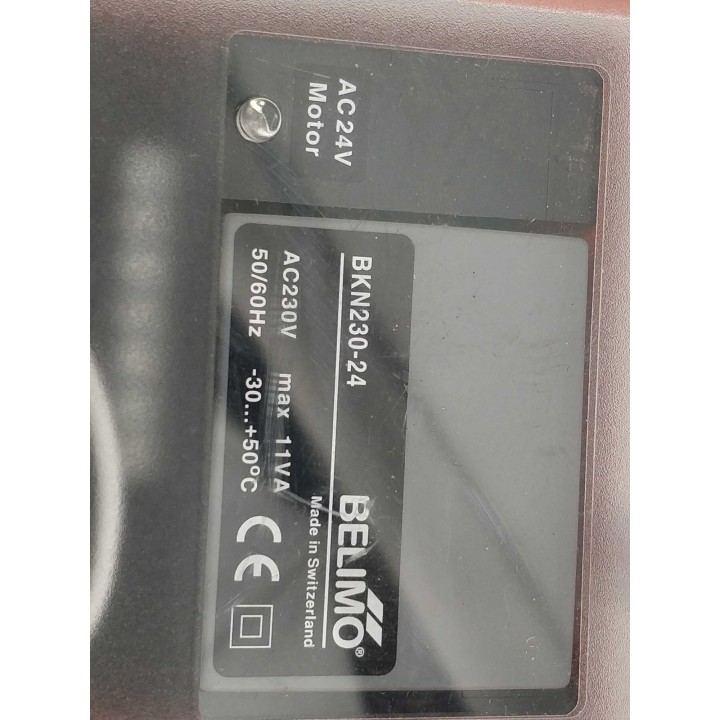 AC 24V
Motor
BKN230-24
BELIMO®
Made in Switzerland
AC230V max 11VA
50/60Hz -30...+50°C
CE